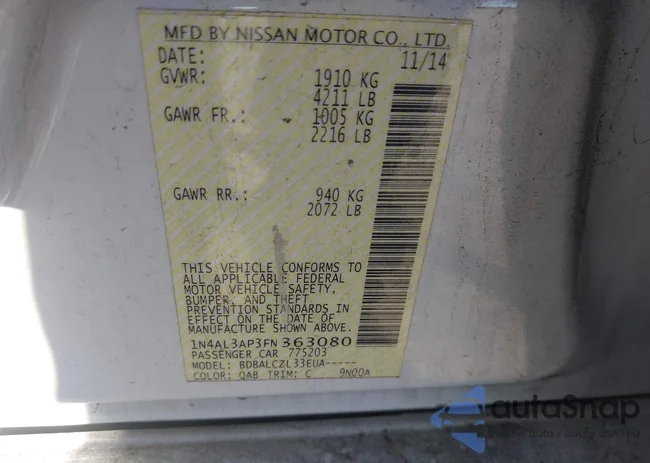 MFD BY NISSAN MOTOR CO., LTD.
DATE: 11/14
GVWR: 1910 KG
4211 LB
GAWR FR.: 1005 KG
2216 LB
GAWR RR.: 940 KG
2072 LB
THIS VEHICLE CONFORMS TO
ALL APPLICABLE FEDERAL
MOTOR VEHICLE SAFETY,
BUMPER, AND THEFT
PREVENTION STANDARDS IN
EFFECT ON THE DATE OF
MANUFACTURE SHOWN ABOVE.
1N4AL3AP3FN363080
PASSENGER CAR 775203
MODEL: BDBALCZL33EUA-----
COLOR: QAB TRIM: C 9N00A
autoSnap